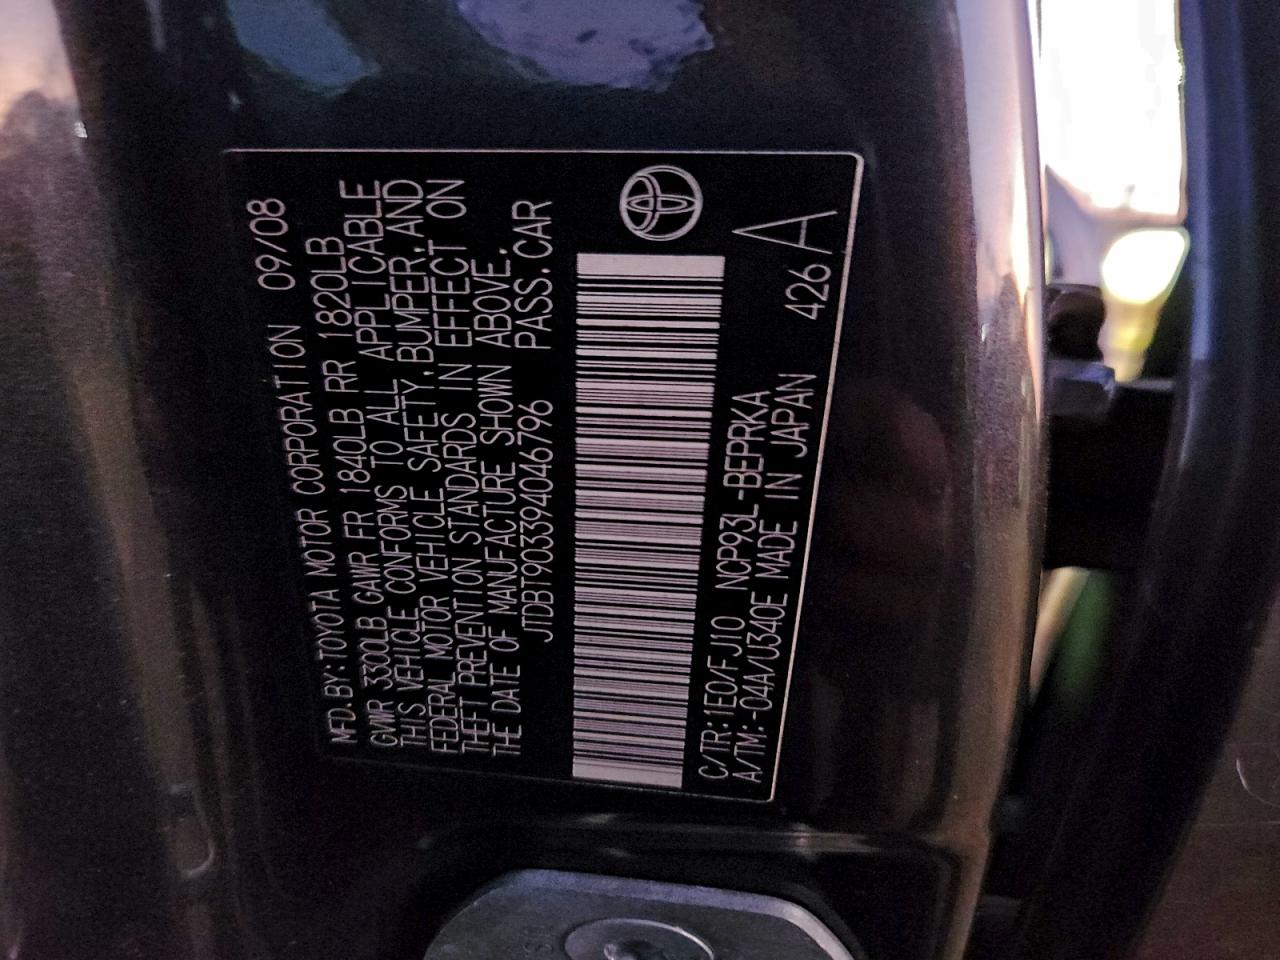 MFD. BY: TOYOTA MOTOR CORPORATION 09/08
GVWR 3300LB GAWR FR 1840LB RR 1820LB
THIS VEHICLE CONFORMS TO ALL APPLICABLE
FEDERAL MOTOR VEHICLE SAFETY, BUMPER, AND
THEFT PREVENTION STANDARDS IN EFFECT ON
THE DATE OF MANUFACTURE SHOWN ABOVE.
JTDBT903394046796 PASS. CAR
C/TR: 1E0/FJ10 NCP93L-BEPRKA A
A/TM: -04A/U340E MADE IN JAPAN 426